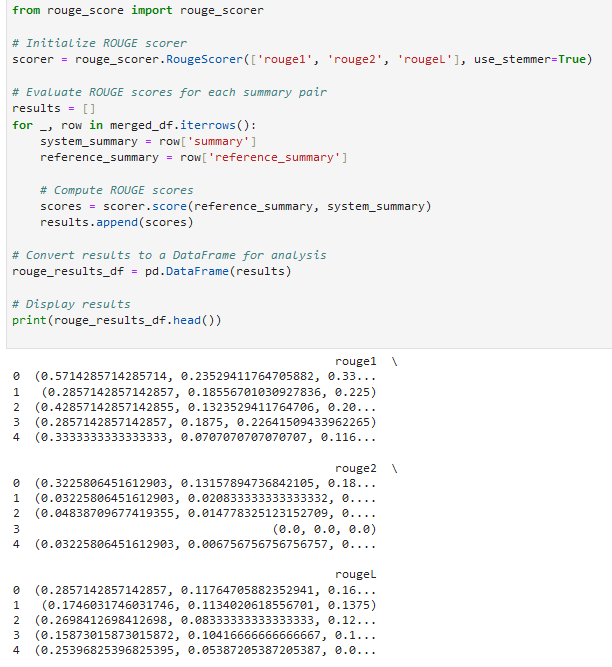 from rouge_score import rouge_scorer
# Initialize ROUGE scorer
scorer = rouge_scorer.RougeScorer(['rouge1', 'rouge2', 'rougeL'], use_stemmer=True)
# Evaluate ROUGE scores for each summary pair
results = []
for _, row in merged_df.iterrows():
    system_summary = row['summary']
    reference_summary = row['reference_summary']
    # Compute ROUGE scores
    scores = scorer.score(reference_summary, system_summary)
    results.append(scores)
# Convert results to a DataFrame for analysis
rouge_results_df = pd.DataFrame(results)
# Display results
print(rouge_results_df.head())
rouge1 \
0 (0.5714285714285714, 0.23529411764705882, 0.33...
1 (0.2857142857142857, 0.18556701030927836, 0.225)
2 (0.42857142857142855, 0.1323529411764706, 0.20...
3 (0.2857142857142857, 0.1875, 0.22641509433962265)
4 (0.3333333333333333, 0.0707070707070707, 0.116...
rouge2 \
0 (0.3225806451612903, 0.13157894736842105, 0.18...
1 (0.03225806451612903, 0.020833333333333332, 0....
2 (0.04838709677419355, 0.014778325123152709, 0....
3 (0.0, 0.0, 0.0)
4 (0.03225806451612903, 0.006756756756756757, 0....
rougeL
0 (0.2857142857142857, 0.11764705882352941, 0.16...
1 (0.1746031746031746, 0.1134020618556701, 0.1375)
2 (0.2698412698412698, 0.08333333333333333, 0.12...
3 (0.15873015873015872, 0.10416666666666667, 0.1...
4 (0.25396825396825395, 0.05387205387205387, 0.0...